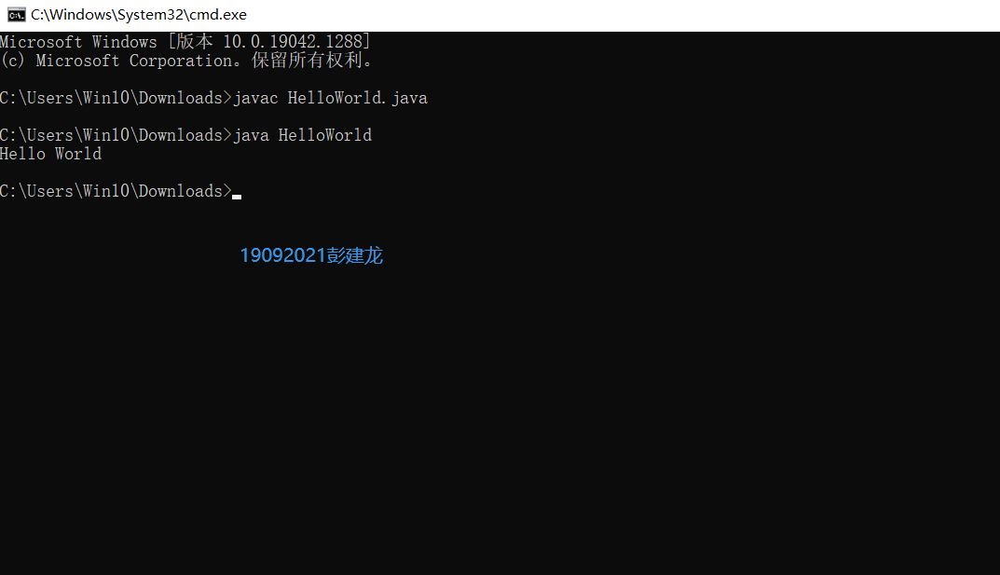 C:\Windows\System32\cmd.exe
Microsoft Windows [版本 10.0.19042.1288]
(c) Microsoft Corporation。保留所有权利。
C:\Users\Win10\Downloads>javac HelloWorld.java
C:\Users\Win10\Downloads>java HelloWorld
Hello World
C:\Users\Win10\Downloads>
19092021彭建龙